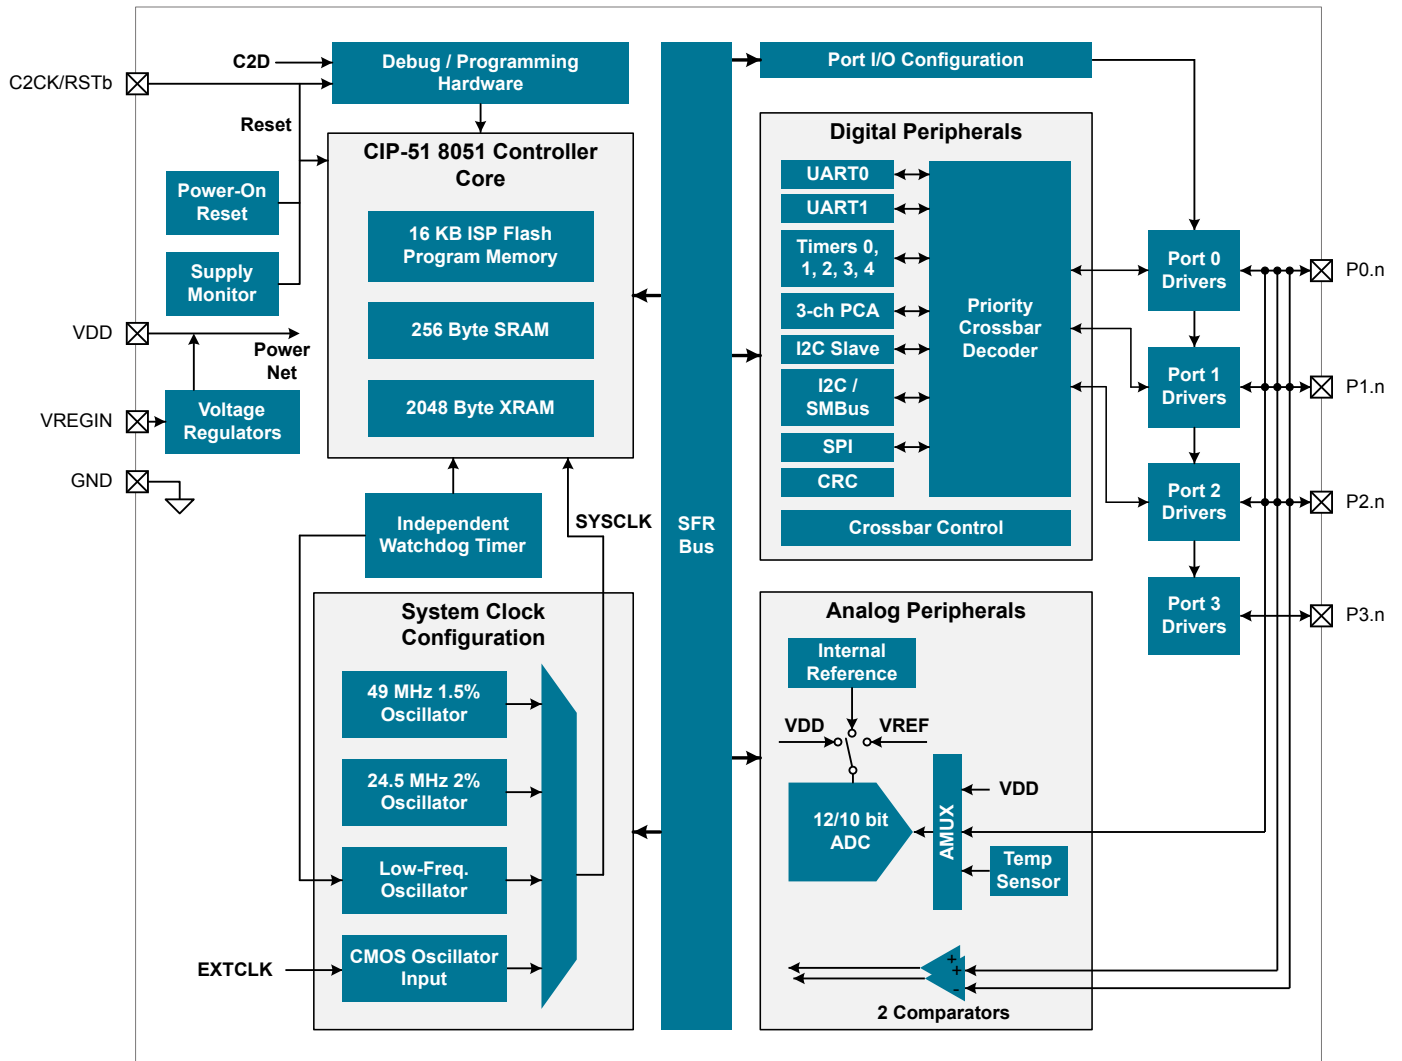 C2CK/RSTb
C2D
Debug / Programming
Hardware
Reset
Power-On
Reset
Supply
Monitor
VDD
Power
Net
VREGIN
Voltage
Regulators
GND
CIP-51 8051 Controller
Core
16 KB ISP Flash
Program Memory
256 Byte SRAM
2048 Byte XRAM
Independent
Watchdog Timer
SYSCLK
System Clock
Configuration
49 MHz 1.5%
Oscillator
24.5 MHz 2%
Oscillator
Low-Freq.
Oscillator
EXTCLK
CMOS Oscillator
Input
SFR
Bus
Port I/O Configuration
Digital Peripherals
UART0
UART1
Timers 0,
1, 2, 3, 4
3-ch PCA
I2C Slave
I2C /
SMBus
SPI
CRC
Priority
Crossbar
Decoder
Crossbar Control
Port 0
Drivers
P0.n
Port 1
Drivers
P1.n
Port 2
Drivers
P2.n
Port 3
Drivers
P3.n
Analog Peripherals
Internal
Reference
VDD
VREF
12/10 bit
ADC
AMUX
VDD
Temp
Sensor
+
+
-
2 Comparators